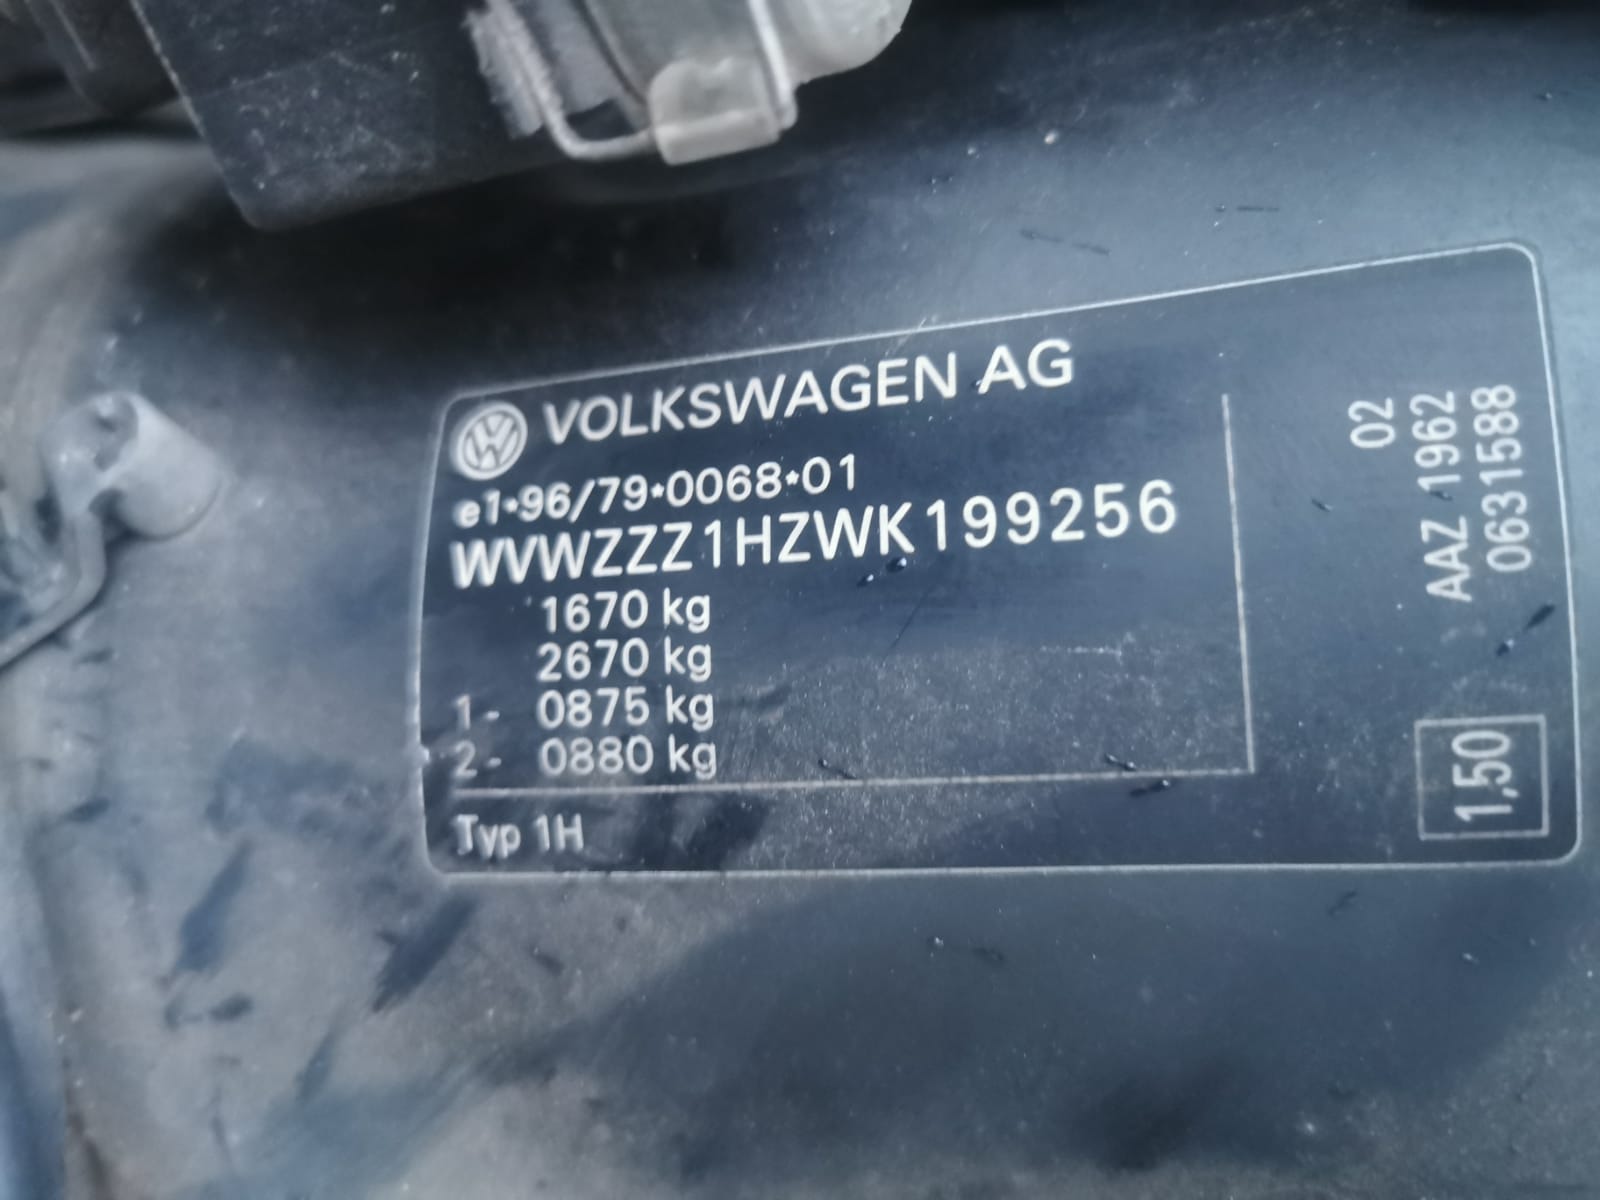 VOLKSWAGEN AG
e1*96/79*0068*01
WVWZZZ1HZWK199256
1670 kg
2670 kg
1- 0875 kg
2- 0880 kg
Typ 1H
02
AAZ 1962
0631588
1,50